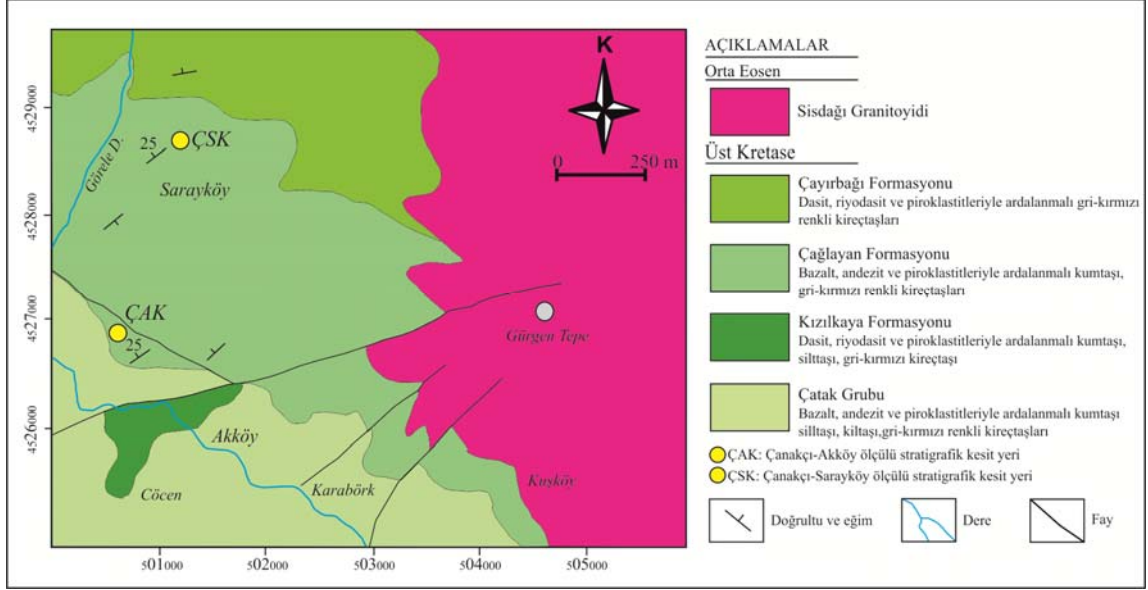 K
0 250 m
4529000
4528000
4527000
4526000
Görele D.
25
ÇSK
Sarayköy
ÇAK
25
Gürgen Tepe
Akköy
Karabörk
Kuşköy
Cöcen
501000 502000 503000 504000 505000
AÇIKLAMALAR
Orta Eosen
Sisdağı Granitoyidi
Üst Kretase
Çayırbağı Formasyonu
Dasit, riyodasit ve piroklastitleriyle ardalanmalı gri-kırmızı
renkli kireçtaşları
Çağlayan Formasyonu
Bazalt, andezit ve piroklastitleriyle ardalanmalı kumtaşı,
gri-kırmızı renkli kireçtaşları
Kızılkaya Formasyonu
Dasit, riyodasit ve piroklastitleriyle ardalanmalı kumtaşı,
silttaşı, gri-kırmızı kireçtaşı
Çatak Grubu
Bazalt, andezit ve piroklastitleriyle ardalanmalı kumtaşı
silltaşı, kiltaşı,gri-kırmızı renkli kireçtaşları
ÇAK: Çanakçı-Akköy ölçülü stratigrafik kesit yeri
ÇSK: Çanakçı-Sarayköy ölçülü stratigrafik kesit yeri
Doğrultu ve eğim
Dere
Fay